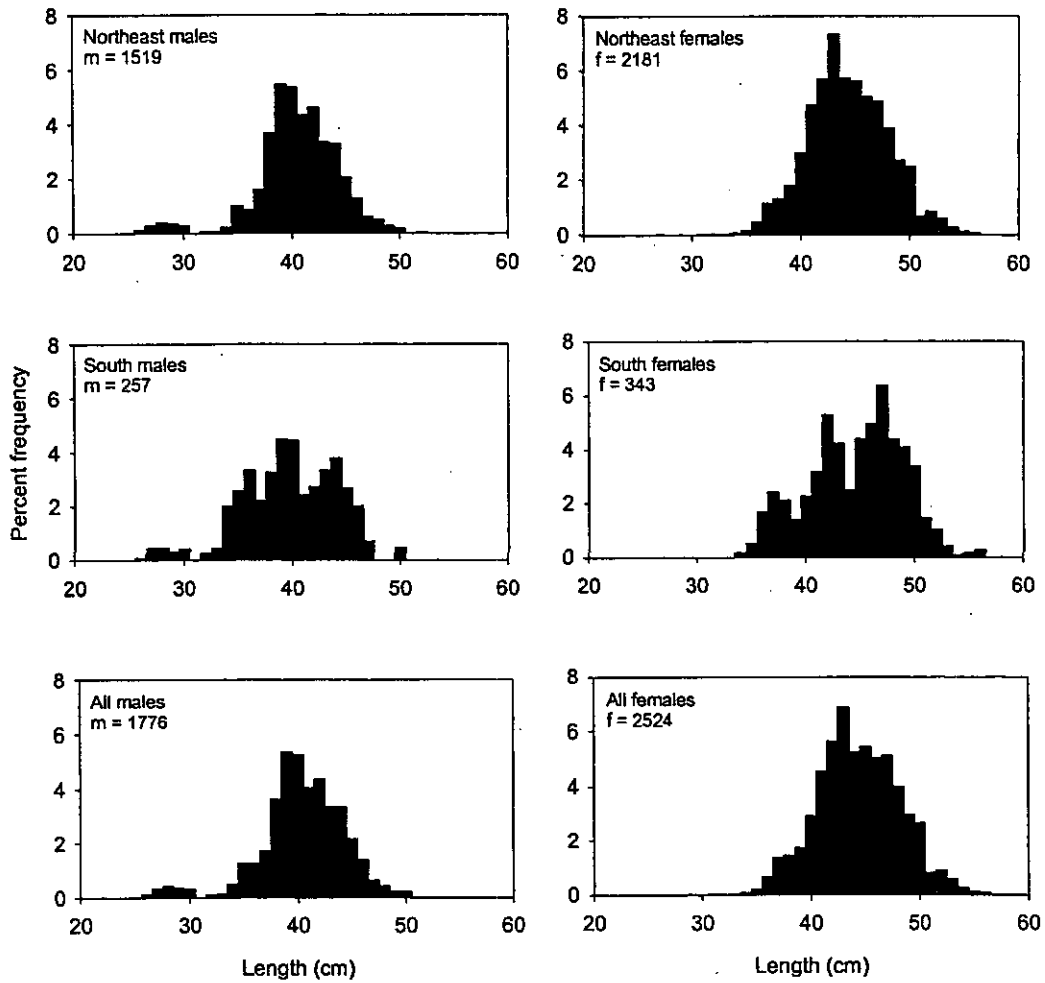 8
6
4
2
0
Northeast males
m = 1519
20 30 40 50 60
8
6
4
2
0
Northeast females
f = 2181
20 30 40 50 60
Percent frequency
8
6
4
2
0
South males
m = 257
20 30 40 50 60
8
6
4
2
0
South females
f = 343
20 30 40 50 60
8
6
4
2
0
All males
m = 1776
20 30 40 50 60
Length (cm)
8
6
4
2
0
All females
f = 2524
20 30 40 50 60
Length (cm)